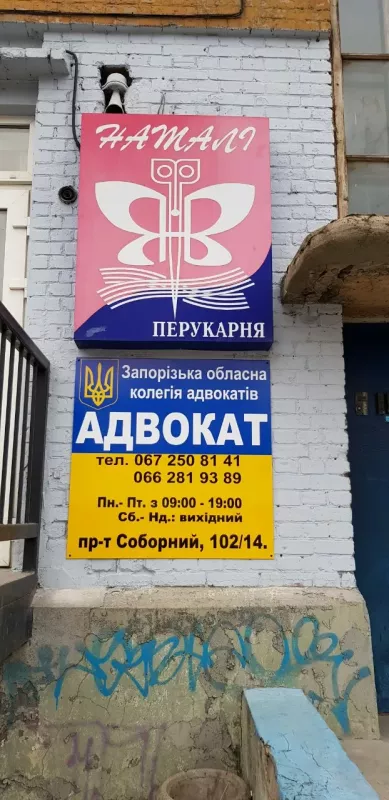 НАТАЛІ
ПЕРУКАРНЯ
Запорізька обласна
колегія адвокатів
АДВОКАТ
тел. 067 250 81 41
066 281 93 89
Пн.- Пт. з 09:00 - 19:00
Сб.- Нд.: вихідний
пр-т Соборний, 102/14.